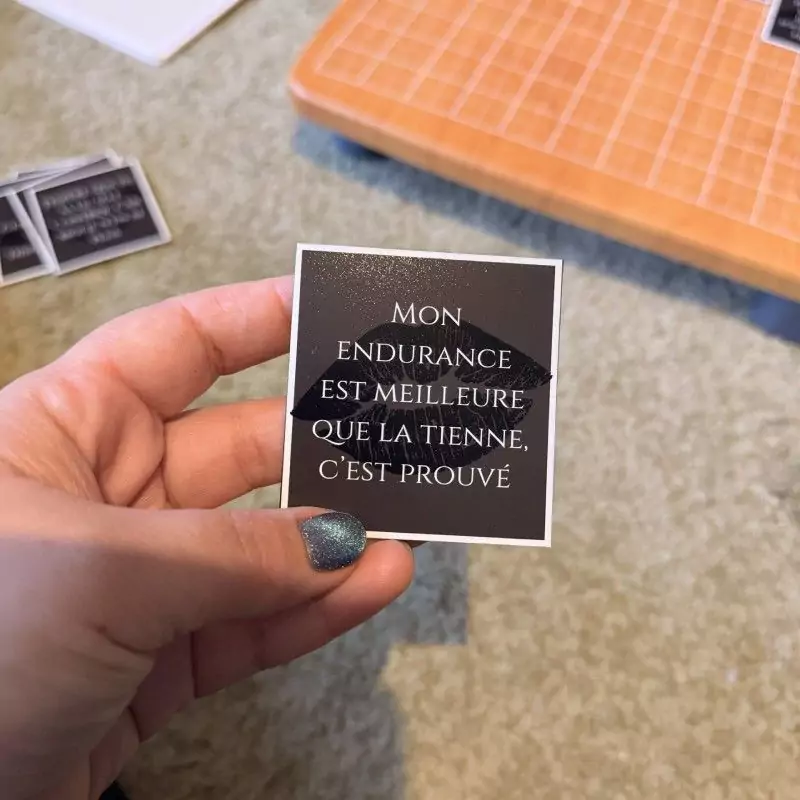 MON
ENDURANCE
EST MEILLEURE
QUE LA TIENNE,
C'EST PROUVÉ